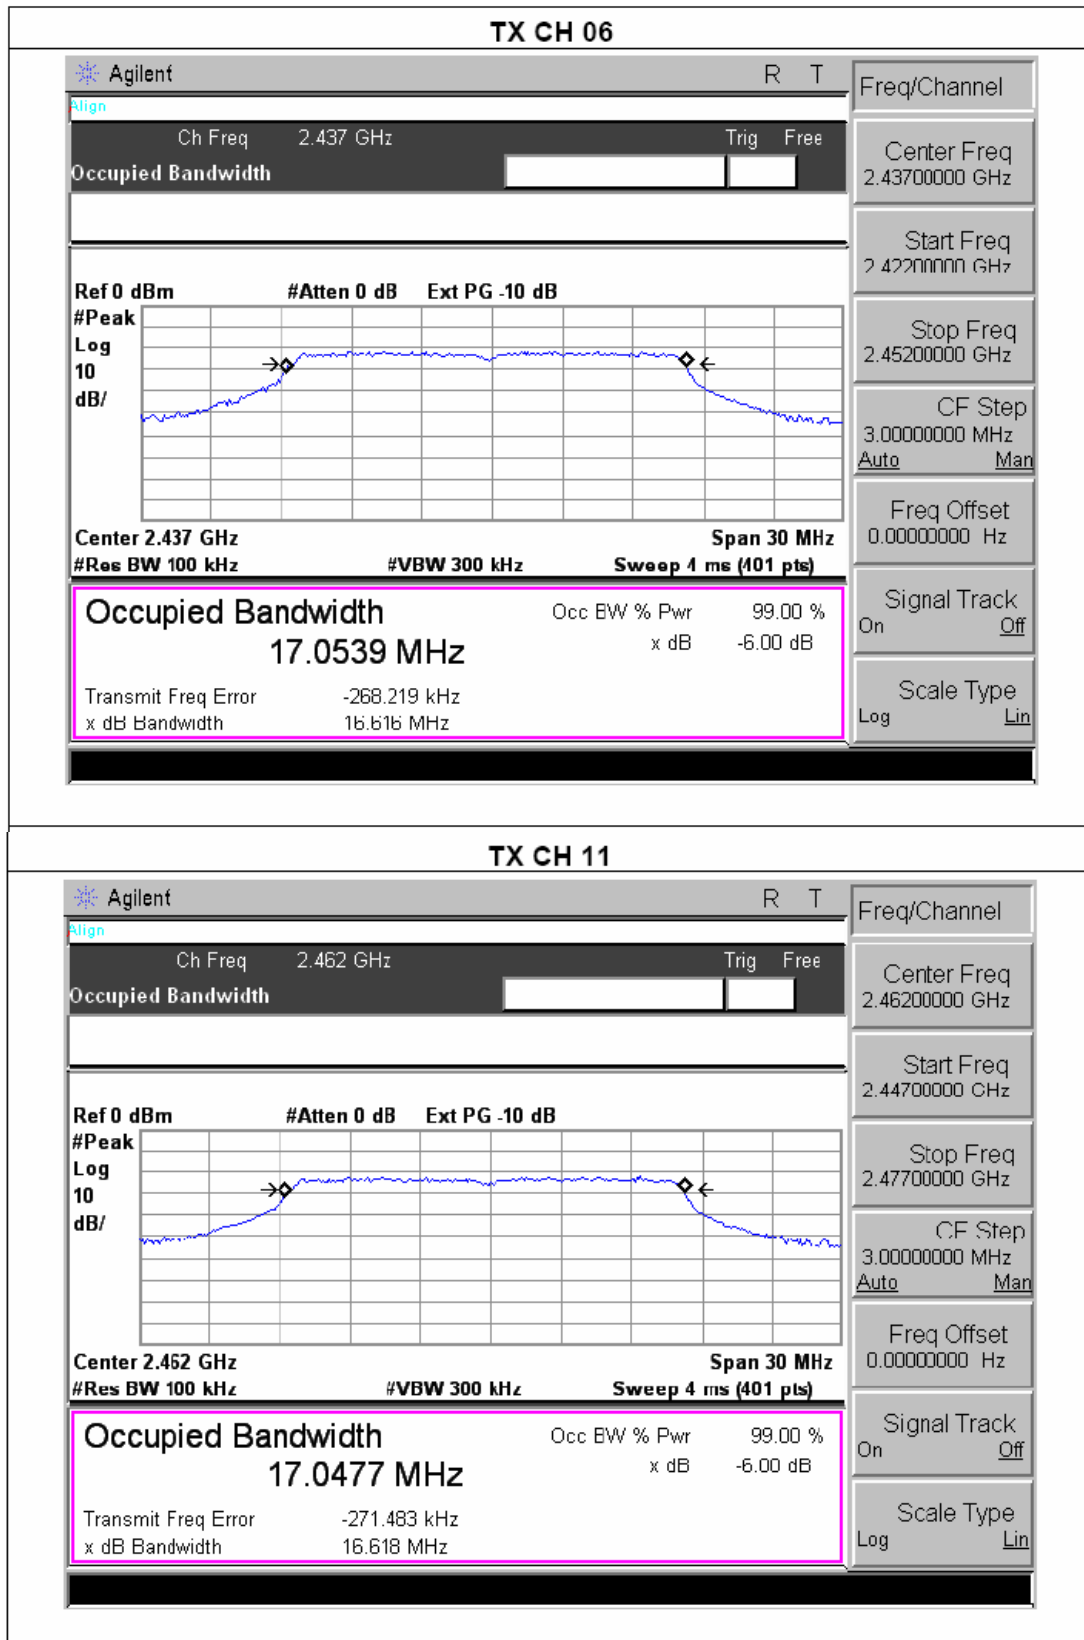 TX CH 06
Agilent R T
Freq/Channel
Align
Ch Freq 2.437 GHz Trig Free
Occupied Bandwidth
Center Freq
2.43700000 GHz
Start Freq
2.42200000 GHz
Ref 0 dBm #Atten 0 dB Ext PG -10 dB
#Peak
Log
10
dB/
Stop Freq
2.45200000 GHz
CF Step
3.00000000 MHz
Auto Man
Freq Offset
0.00000000 Hz
Center 2.437 GHz Span 30 MHz
#Res BW 100 kHz #VBW 300 kHz Sweep 4 ms (401 pts)
Occupied Bandwidth Occ BW % Pwr 99.00 %
17.0539 MHz x dB -6.00 dB
Transmit Freq Error -268.219 kHz
x dB Bandwidth 16.616 MHz
Signal Track
On Off
Scale Type
Log Lin
TX CH 11
Agilent R T
Freq/Channel
Align
Ch Freq 2.462 GHz Trig Free
Occupied Bandwidth
Center Freq
2.46200000 GHz
Start Freq
2.44700000 GHz
Ref 0 dBm #Atten 0 dB Ext PG -10 dB
#Peak
Log
10
dB/
Stop Freq
2.47700000 GHz
CF Step
3.00000000 MHz
Auto Man
Freq Offset
0.00000000 Hz
Center 2.462 GHz Span 30 MHz
#Res BW 100 kHz #VBW 300 kHz Sweep 4 ms (401 pts)
Occupied Bandwidth Occ BW % Pwr 99.00 %
17.0477 MHz x dB -6.00 dB
Transmit Freq Error -271.483 kHz
x dB Bandwidth 16.618 MHz
Signal Track
On Off
Scale Type
Log Lin